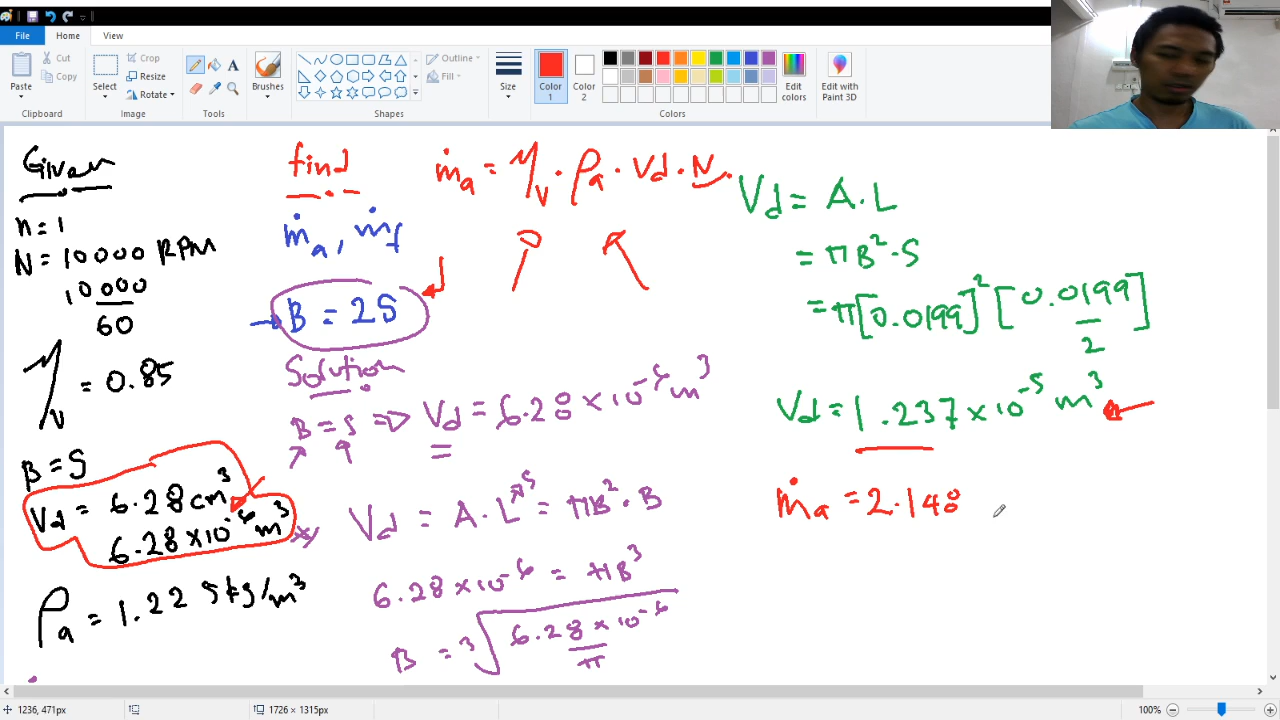 File Home View
Cut
Copy
Paste
Clipboard
Crop
Resize
Rotate
Select
Image
Tools
Brushes
Outline
Fill
Shapes
Size
Color 1
Color 2
Edit colors
Colors
Edit with Paint 3D
Given
n = 1
N = 10000 RPM
10000
60
ηv = 0.85
B = S
Vd = 6.28 cm³
6.28 × 10⁻⁶ m³
ρa = 1.225 kg/m³
find
ṁa, ṁf
B = 2S
Solution
B = S ⇒ Vd = 6.28 × 10⁻⁶ m³
Vd = A · L = πB² · B
6.28 × 10⁻⁶ = πB³
B = ³√ 6.28 × 10⁻⁶
π
ṁa = ηv · ρa · Vd · N
Vd = A · L
= πB² · S
= π[0.0199]² [0.0199
2]
Vd = 1.237 × 10⁻⁵ m³
ṁa = 2.148
1236, 471px
1726 × 1315px
100%